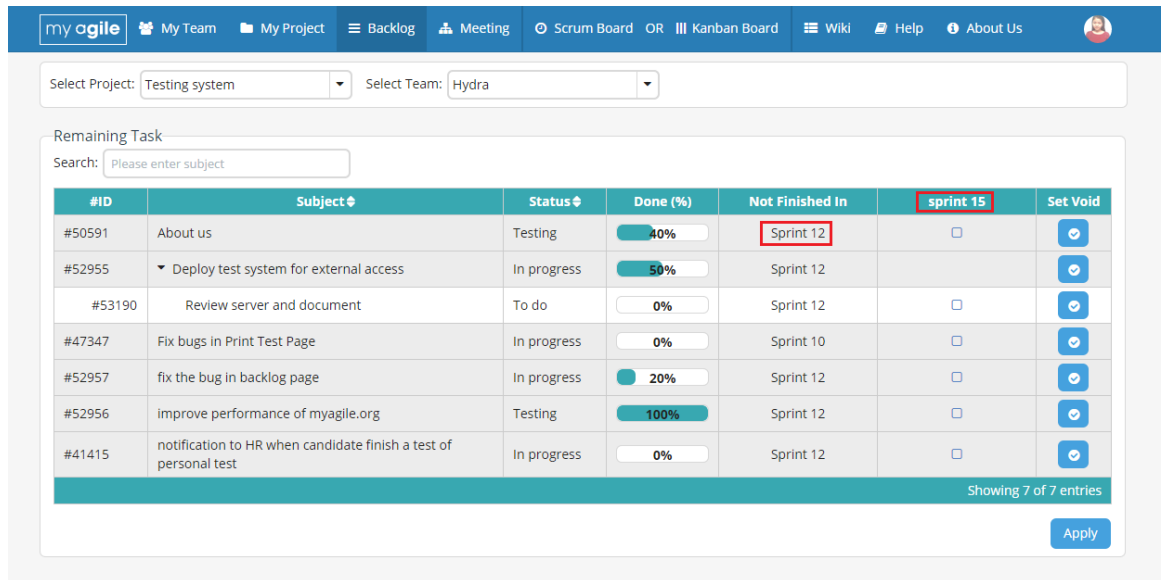 my agile My Team My Project Backlog Meeting Scrum Board OR Kanban Board Wiki Help About Us
Select Project: Testing system Select Team: Hydra
Remaining Task
Search: Please enter subject
#ID Subject Status Done (%) Not Finished In sprint 15 Set Void
#50591 About us Testing 40% Sprint 12
#52955 Deploy test system for external access In progress 50% Sprint 12
#53190 Review server and document To do 0% Sprint 12
#47347 Fix bugs in Print Test Page In progress 0% Sprint 10
#52957 fix the bug in backlog page In progress 20% Sprint 12
#52956 improve performance of myagile.org Testing 100% Sprint 12
#41415 notification to HR when candidate finish a test of In progress 0% Sprint 12
personal test
Showing 7 of 7 entries
Apply